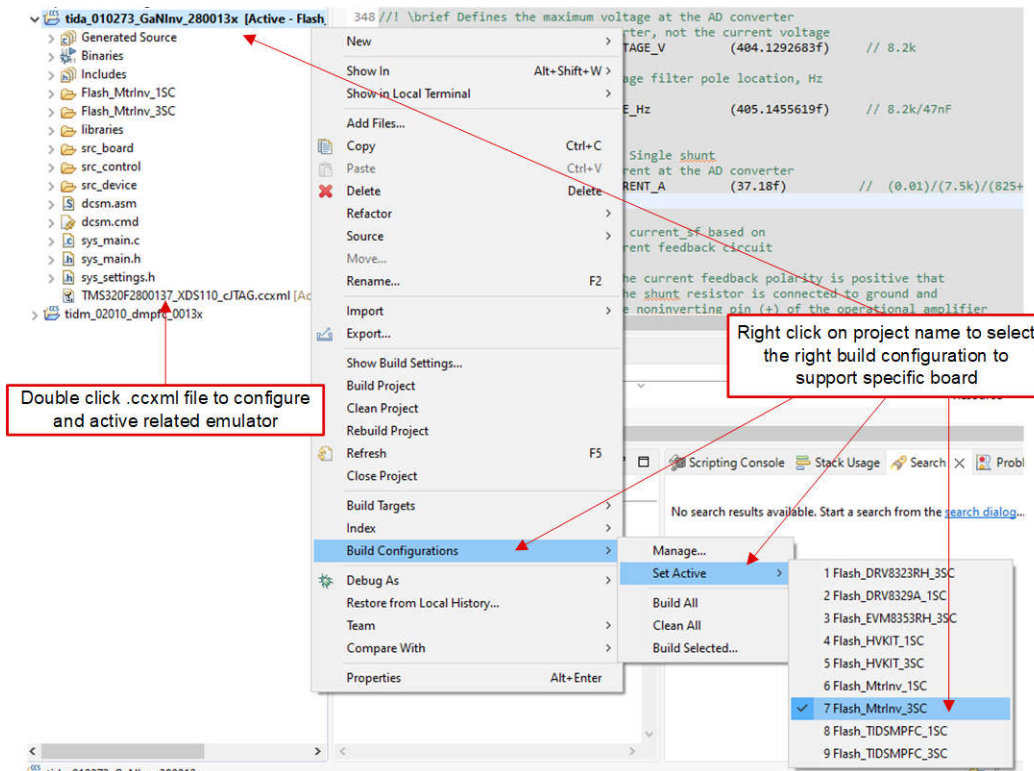 tida_010273_GaNInv_280013x [Active - Flash_
Generated Source
Binaries
Includes
Flash_MtrInv_1SC
Flash_MtrInv_3SC
libraries
src_board
src_control
src_device
dcsm.asm
dcsm.cmd
sys_main.c
sys_main.h
sys_settings.h
TMS320F2800137_XDS110_cJTAG.ccxml [Ac
tidm_02010_dmpfc_0013x
Double click .ccxml file to configure
and active related emulator
348 //! \brief Defines the maximum voltage at the AD converter
rter, not the current voltage
TAGE_V (404.1292683f) // 8.2k
age filter pole location, Hz
E_Hz (405.1455619f) // 8.2k/47nF
Single shunt
rent at the AD converter
RENT_A (37.18f) // (0.01)/(7.5k)/(825+
current_sf based on
rent feedback circuit
he current feedback polarity is positive that
he shunt resistor is connected to ground and
e noninverting pin (+) of the operational amplifier
New
Show In Alt+Shift+W
Show in Local Terminal
Add Files...
Copy Ctrl+C
Paste Ctrl+V
Delete Delete
Refactor
Source
Move...
Rename... F2
Import
Export...
Show Build Settings...
Build Project
Clean Project
Rebuild Project
Refresh F5
Close Project
Build Targets
Index
Build Configurations
Debug As
Restore from Local History...
Team
Compare With
Properties Alt+Enter
Right click on project name to select
the right build configuration to
support specific board
Scripting Console Stack Usage Search Probl
No search results available. Start a search from the search dialog...
Manage...
Set Active
Build All
Clean All
Build Selected...
1 Flash_DRV8323RH_3SC
2 Flash_DRV8329A_1SC
3 Flash_EVM8353RH_3SC
4 Flash_HVKIT_1SC
5 Flash_HVKIT_3SC
6 Flash_MtrInv_1SC
7 Flash_MtrInv_3SC
8 Flash_TIDSMPFC_1SC
9 Flash_TIDSMPFC_3SC